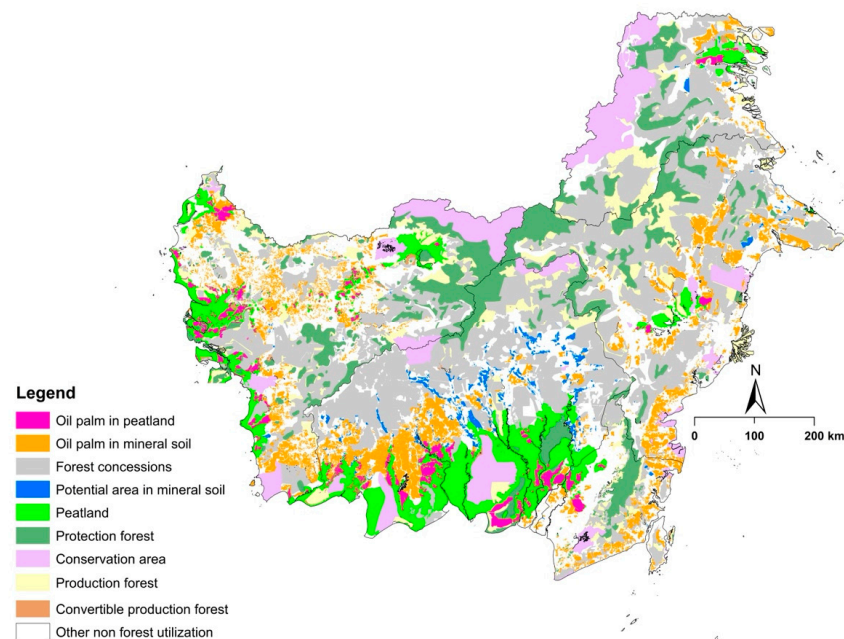 Legend
Oil palm in peatland
Oil palm in mineral soil
Forest concessions
Potential area in mineral soil
Peatland
Protection forest
Conservation area
Production forest
Convertible production forest
Other non forest utilization
N
0 100 200 km